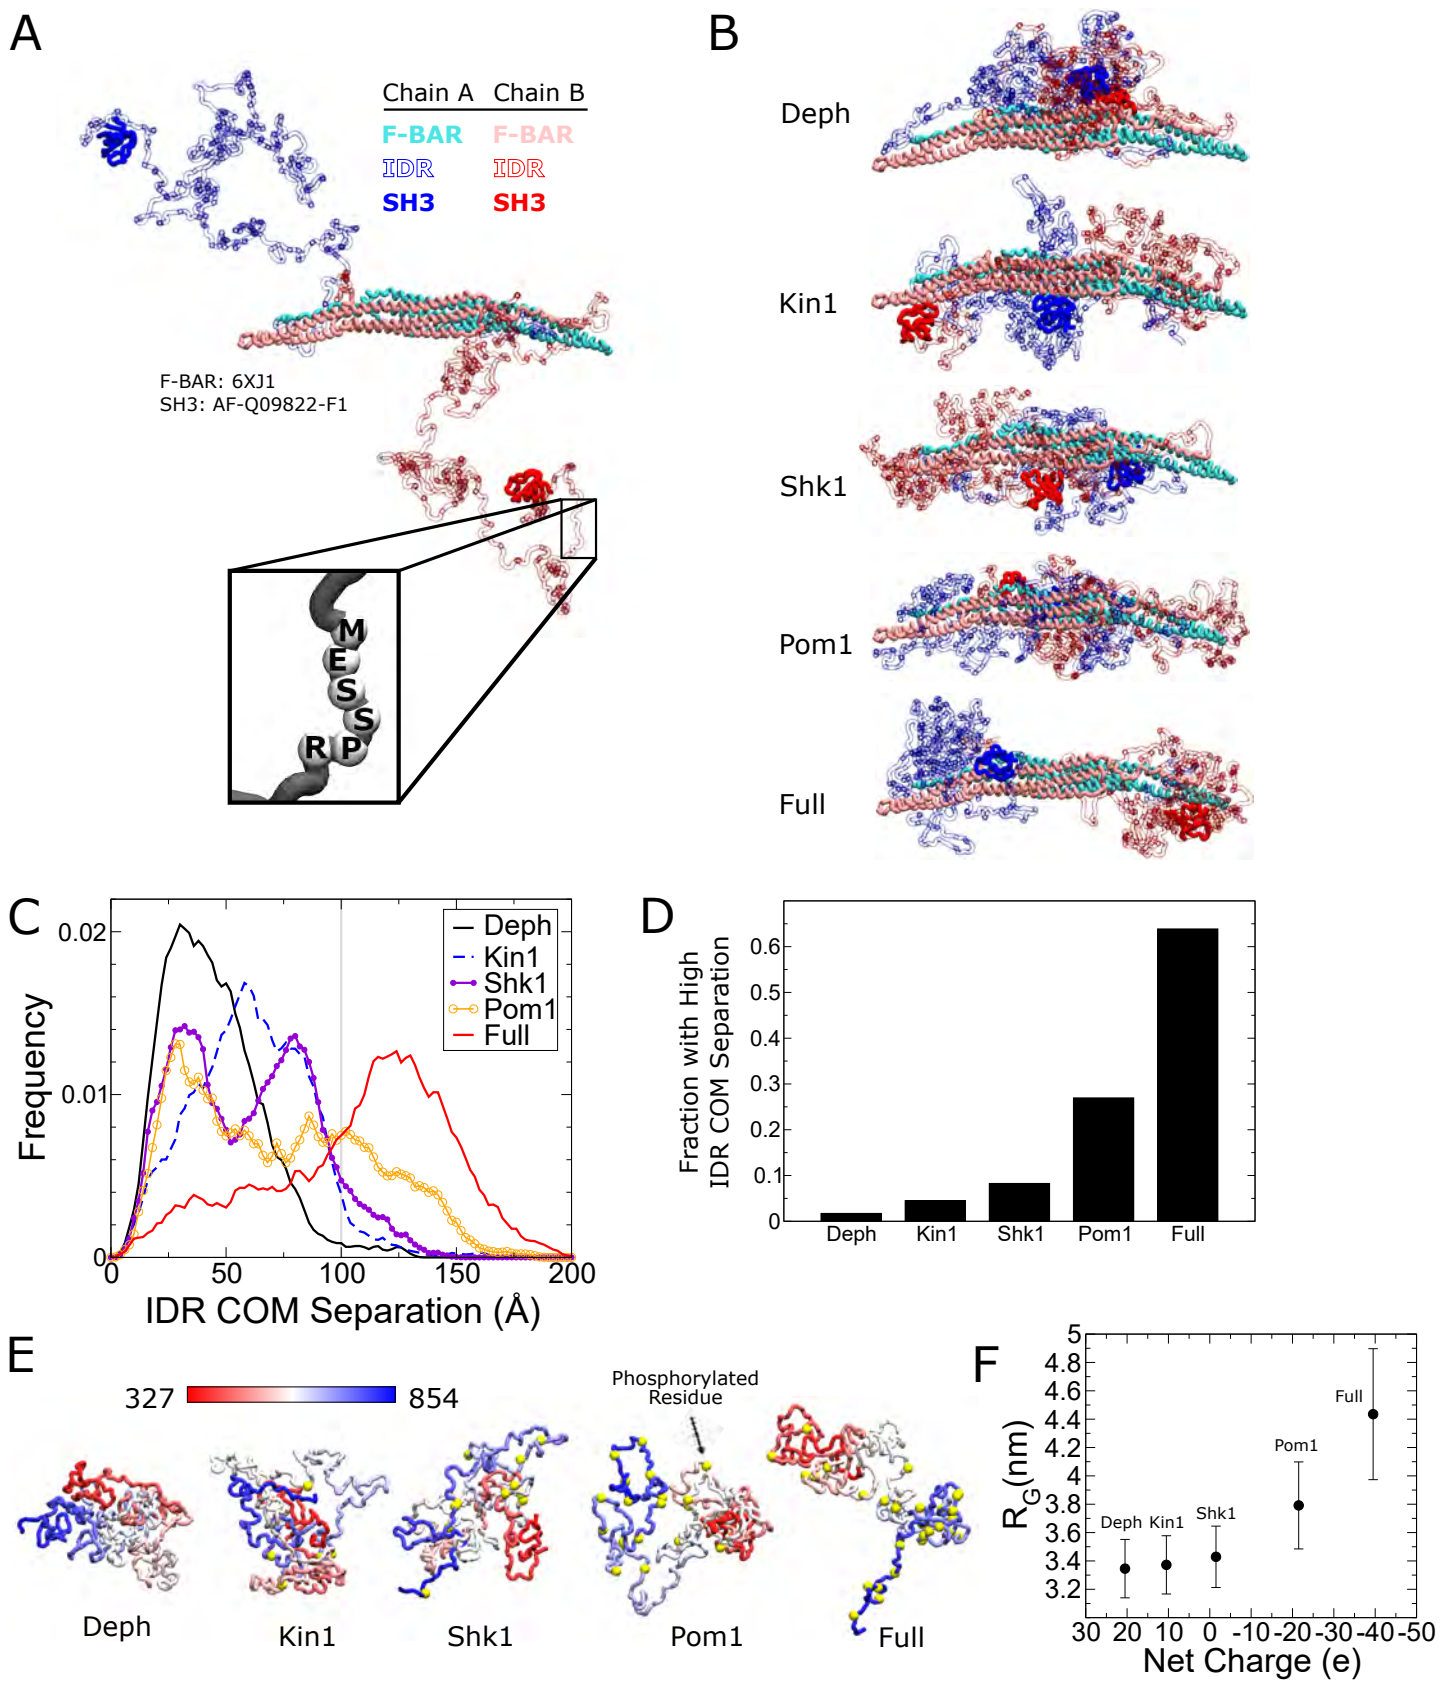 A
Chain A Chain B
F-BAR F-BAR
IDR IDR
SH3 SH3
F-BAR: 6XJ1
SH3: AF-Q09822-F1
M
E
S
S
R P
B
Deph
Kin1
Shk1
Pom1
Full
C
Frequency
0.02
0.01
0
0 50 100 150 200
IDR COM Separation (Å)
Deph
Kin1
Shk1
Pom1
Full
D
Fraction with High
IDR COM Separation
0.6
0.5
0.4
0.3
0.2
0.1
0
Deph Kin1 Shk1 Pom1 Full
E
327 854
Phosphorylated
Residue
Deph Kin1 Shk1 Pom1 Full
F
R_G(nm)
5
4.8
4.6
4.4
4.2
4
3.8
3.6
3.4
3.2
Deph Kin1 Shk1 Pom1 Full
30 20 10 0 -10 -20 -30 -40 -50
Net Charge (e)